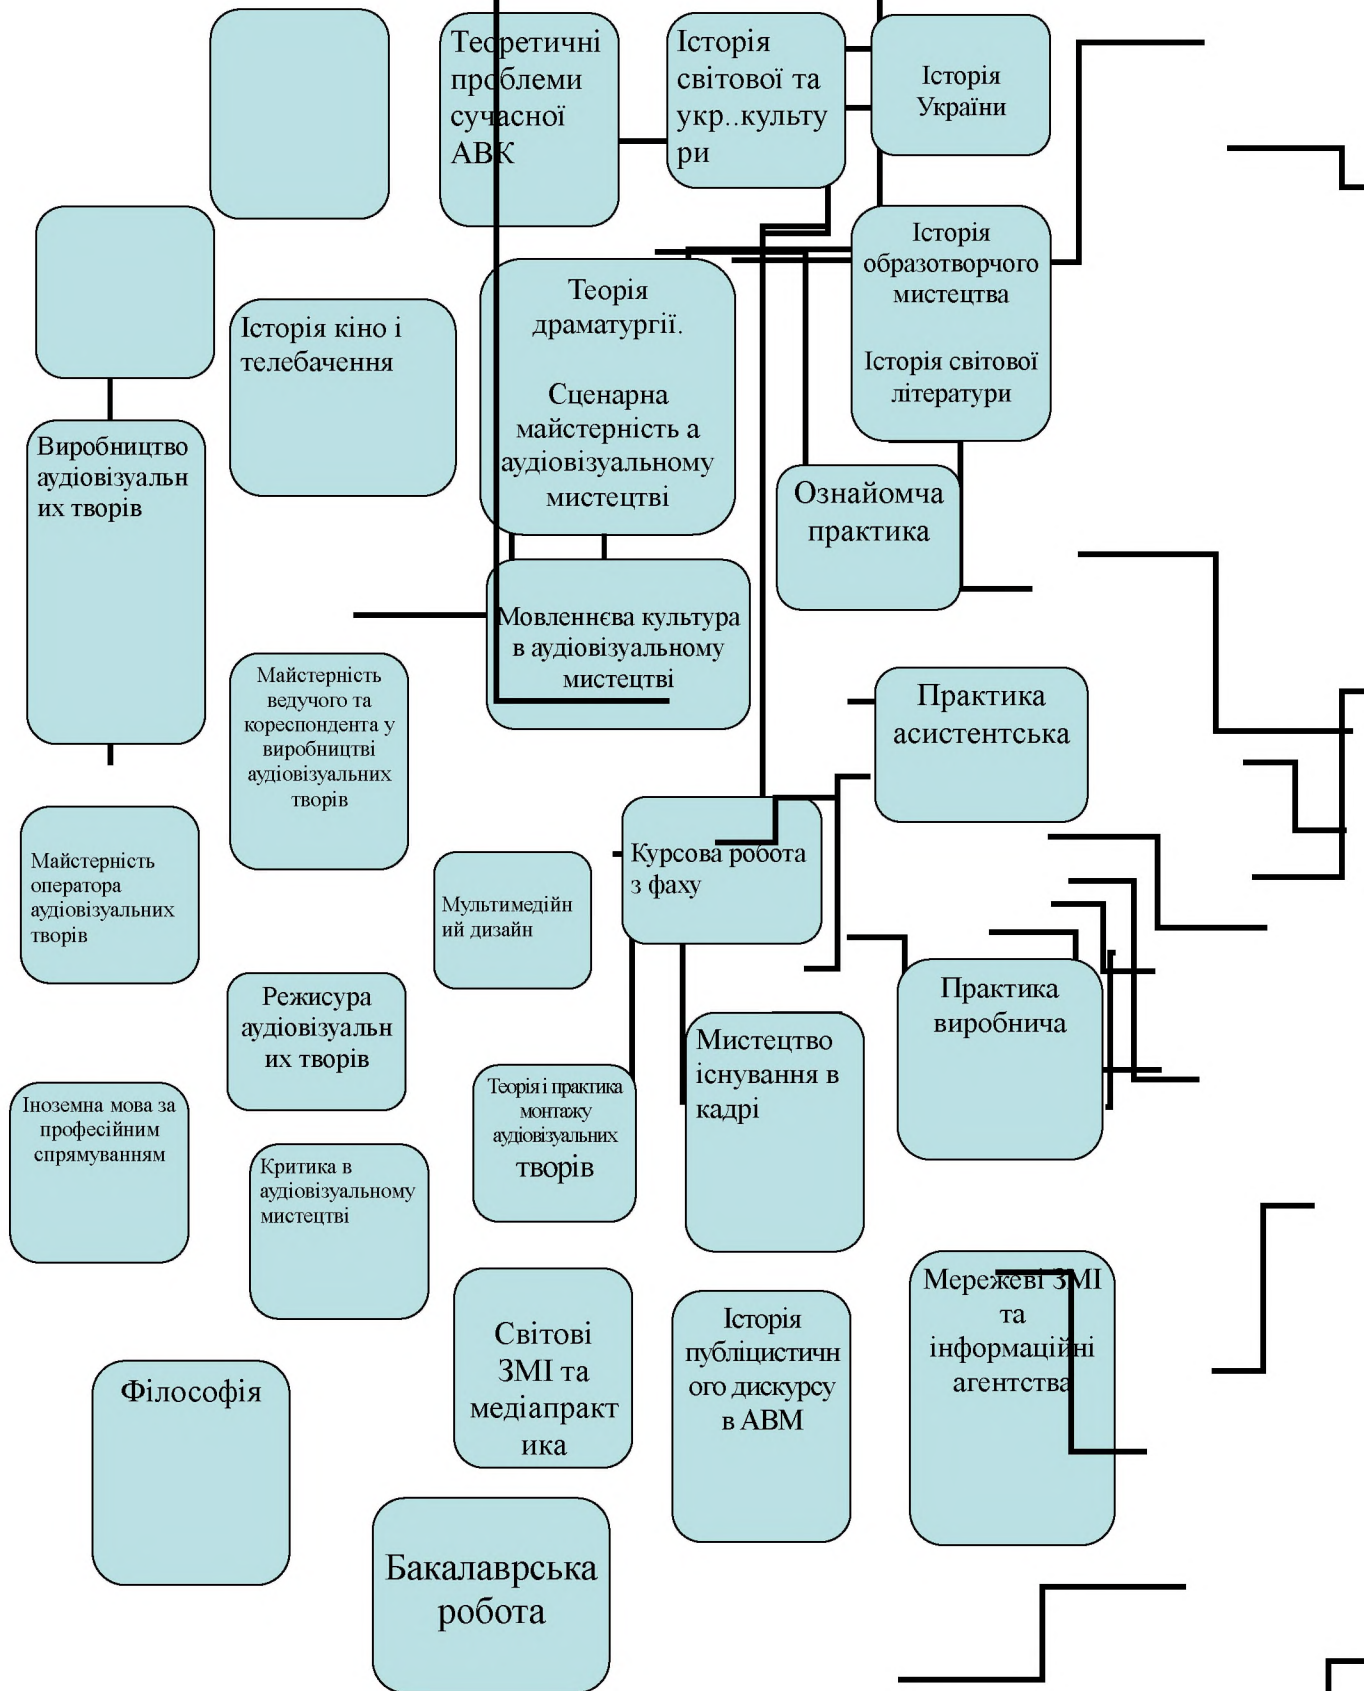 Теоретичні
проблеми
сучасної
АВК
Історія
світової та
укр..культу
ри
Історія
України
Історія
образотворчого
мистецтва
Історія світової
літератури
Теорія
драматургії.
Сценарна
майстерність а
аудіовізуальному
мистецтві
Історія кіно і
телебачення
Виробництво
аудіовізуальн
их творів
Ознайомча
практика
Мовленнєва культура
в аудіовізуальному
мистецтві
Майстерність
ведучого та
кореспондента у
виробництві
аудіовізуальних
творів
Практика
асистентська
Курсова робота
з фаху
Майстерність
оператора
аудіовізуальних
творів
Мультимедійн
ий дизайн
Режисура
аудіовізуальн
их творів
Практика
виробнича
Мистецтво
існування в
кадрі
Теорія і практика
монтажу
аудіовізуальних
творів
Іноземна мова за
професійним
спрямуванням
Критика в
аудіовізуальному
мистецтві
Світові
ЗМІ та
медіапракт
ика
Історія
публіцистичн
ого дискурсу
в АВМ
Мережеві ЗМІ
та
інформаційні
агентства
Філософія
Бакалаврська
робота